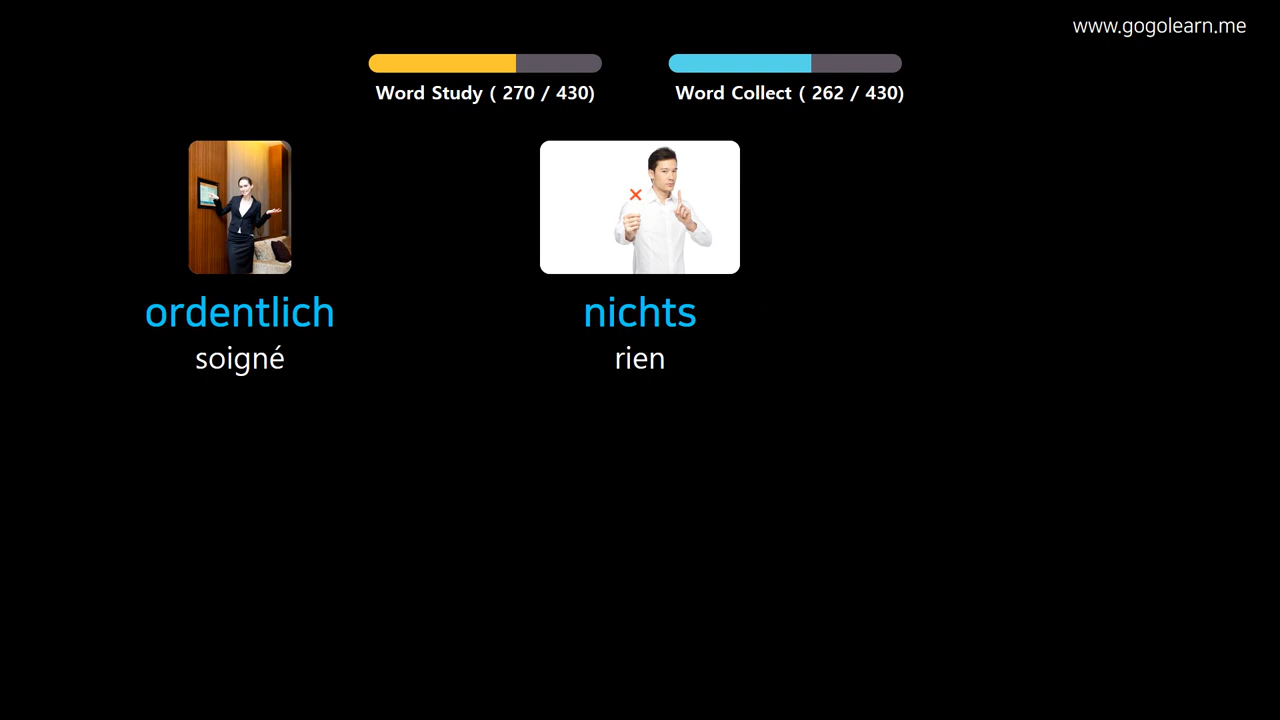 www.gogolearn.me
Word Study ( 270 / 430)
Word Collect ( 262 / 430)
ordentlich
soigné
nichts
rien